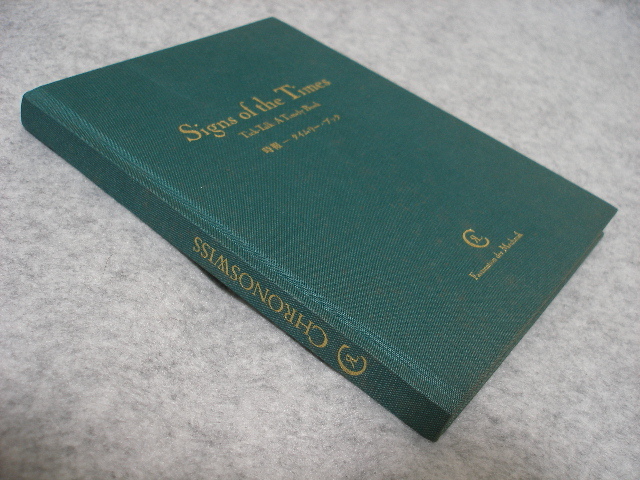 Signs of the Times
Tick Talk: A Timely Book
時報 − タイムリー・ブック
Faszination der Mechanik
CHRONOSWISS